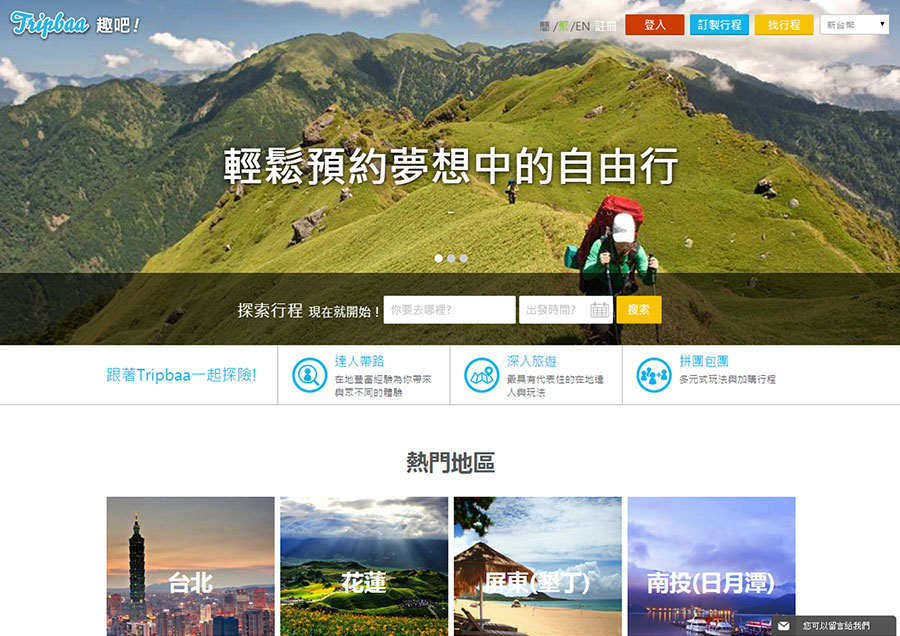 Tripbaa 趣吧!
簡 /繁/EN 註冊
登入
訂製行程
找行程
新台幣
輕鬆預約夢想中的自由行
探索行程 現在就開始!
你要去哪裡?
出發時間?
搜索
跟著Tripbaa一起探險!
達人帶路
在地豐富經驗為你帶來
與眾不同的體驗
深入旅遊
最具有代表性的在地達
人與玩法
拼團包團
多元式玩法與加購行程
熱門地區
台北
花蓮
屏東(墾丁)
南投(日月潭)
您可以留言給我們